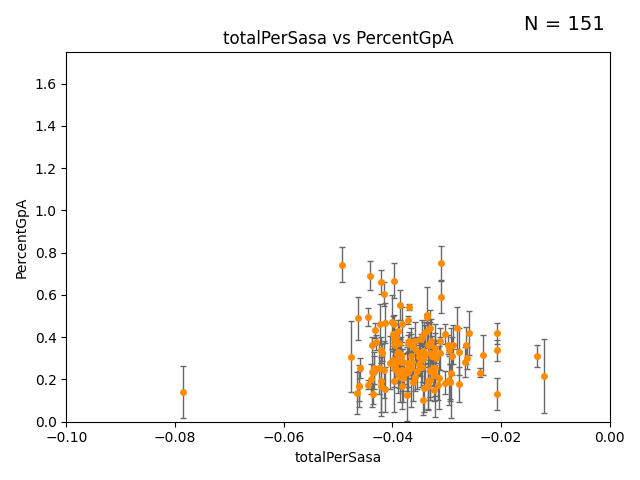 N = 151
totalPerSasa vs PercentGpA
PercentGpA
1.6
1.4
1.2
1.0
0.8
0.6
0.4
0.2
0.0
−0.10 −0.08 −0.06 −0.04 −0.02 0.00
totalPerSasa